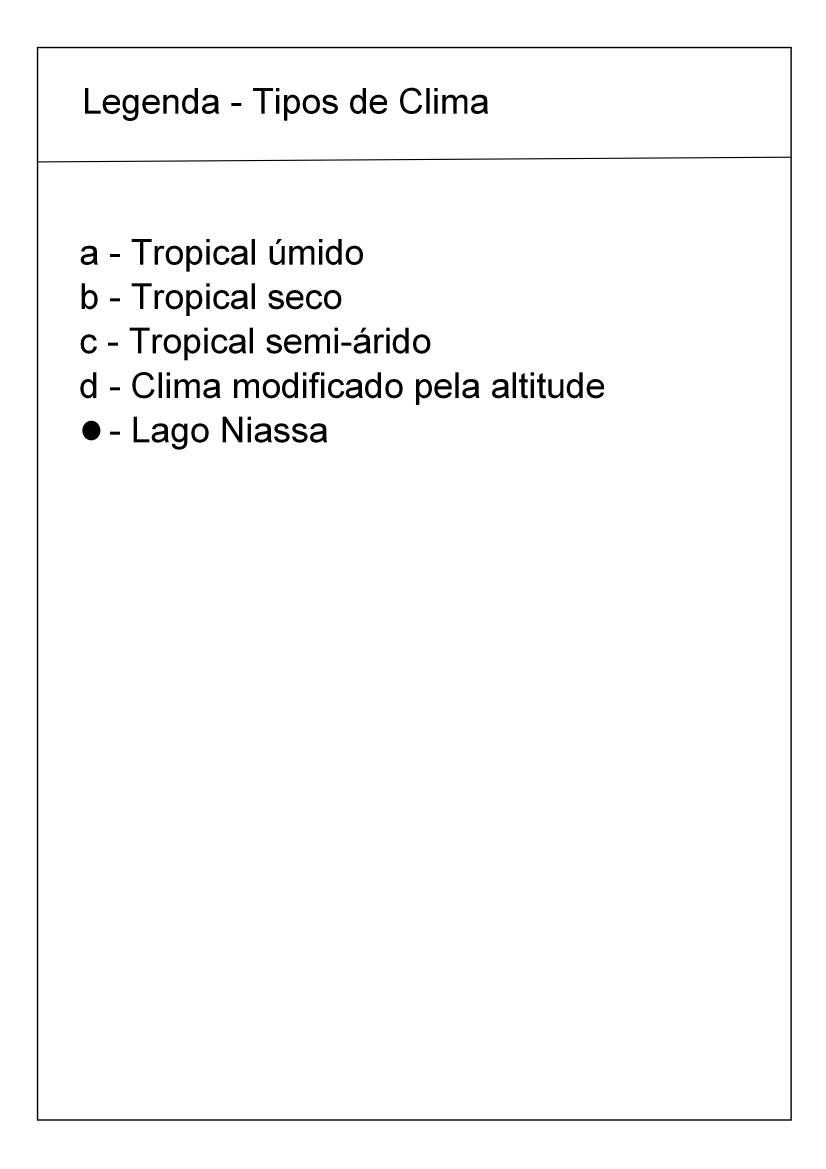 Legenda - Tipos de Clima
a - Tropical úmido
b - Tropical seco
c - Tropical semi-árido
d - Clima modificado pela altitude
● - Lago Niassa